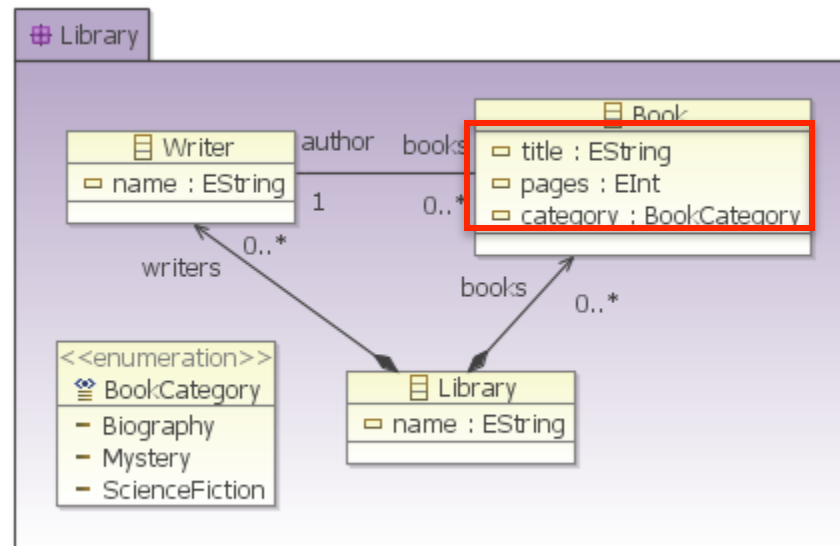 Library
Book
Writer
author
books
title : EString
name : EString
pages : EInt
1
0..*
category : BookCategory
0..*
writers
books
0..*
<<enumeration>>
BookCategory
Library
Biography
name : EString
Mystery
ScienceFiction